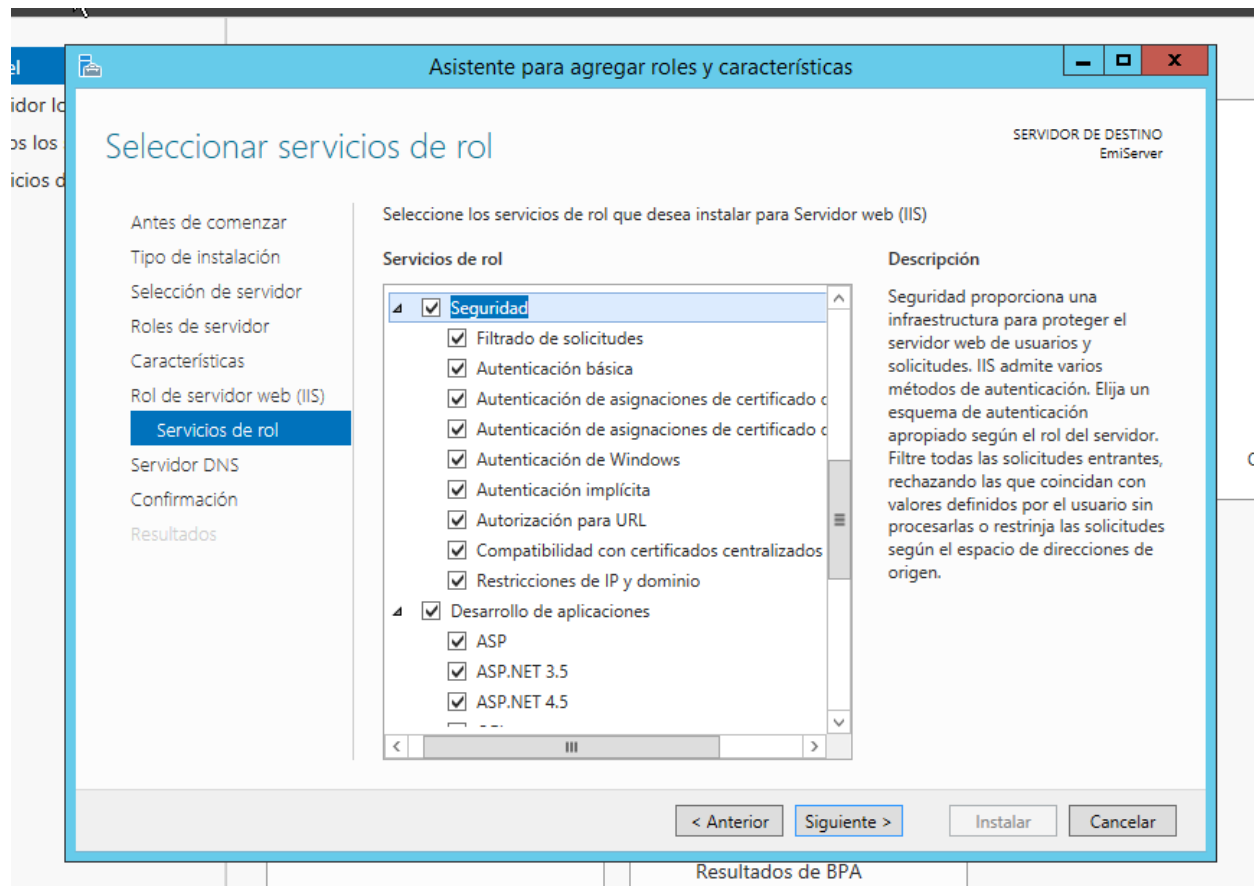 Asistente para agregar roles y características
Seleccionar servicios de rol
SERVIDOR DE DESTINO
EmiServer
Antes de comenzar
Tipo de instalación
Selección de servidor
Roles de servidor
Características
Rol de servidor web (IIS)
Servicios de rol
Servidor DNS
Confirmación
Resultados
Seleccione los servicios de rol que desea instalar para Servidor web (IIS)
Servicios de rol
Seguridad
Filtrado de solicitudes
Autenticación básica
Autenticación de asignaciones de certificado
Autenticación de asignaciones de certificado
Autenticación de Windows
Autenticación implícita
Autorización para URL
Compatibilidad con certificados centralizados
Restricciones de IP y dominio
Desarrollo de aplicaciones
ASP
ASP.NET 3.5
ASP.NET 4.5
Descripción
Seguridad proporciona una
infraestructura para proteger el
servidor web de usuarios y
solicitudes. IIS admite varios
métodos de autenticación. Elija un
esquema de autenticación
apropiado según el rol del servidor.
Filtre todas las solicitudes entrantes,
rechazando las que coincidan con
valores definidos por el usuario sin
procesarlas o restrinja las solicitudes
según el espacio de direcciones de
origen.
< Anterior
Siguiente >
Instalar
Cancelar
Resultados de BPA